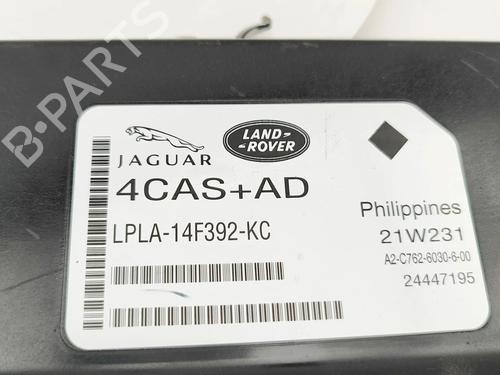 B-PARTS
JAGUAR
LAND-
ROVER
4CAS+AD
LPLA-14F392-KC
Philippines
21W231
A2-C762-6030-6-00
24447195